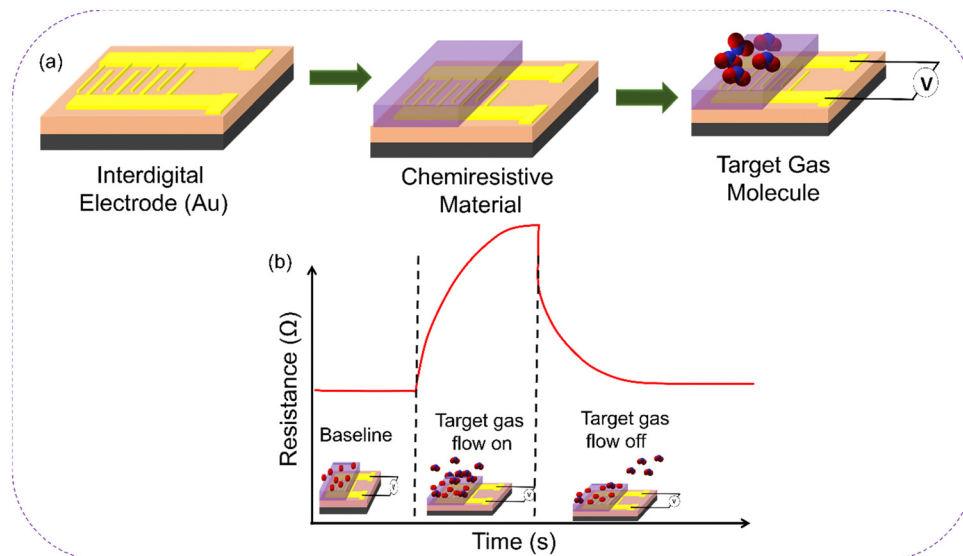 (a)
Interdigital
Electrode (Au)
Chemiresistive
Material
V
Target Gas
Molecule
(b)
Resistance (Ω)
Baseline
Target gas
flow on
Target gas
flow off
V
V
V
Time (s)